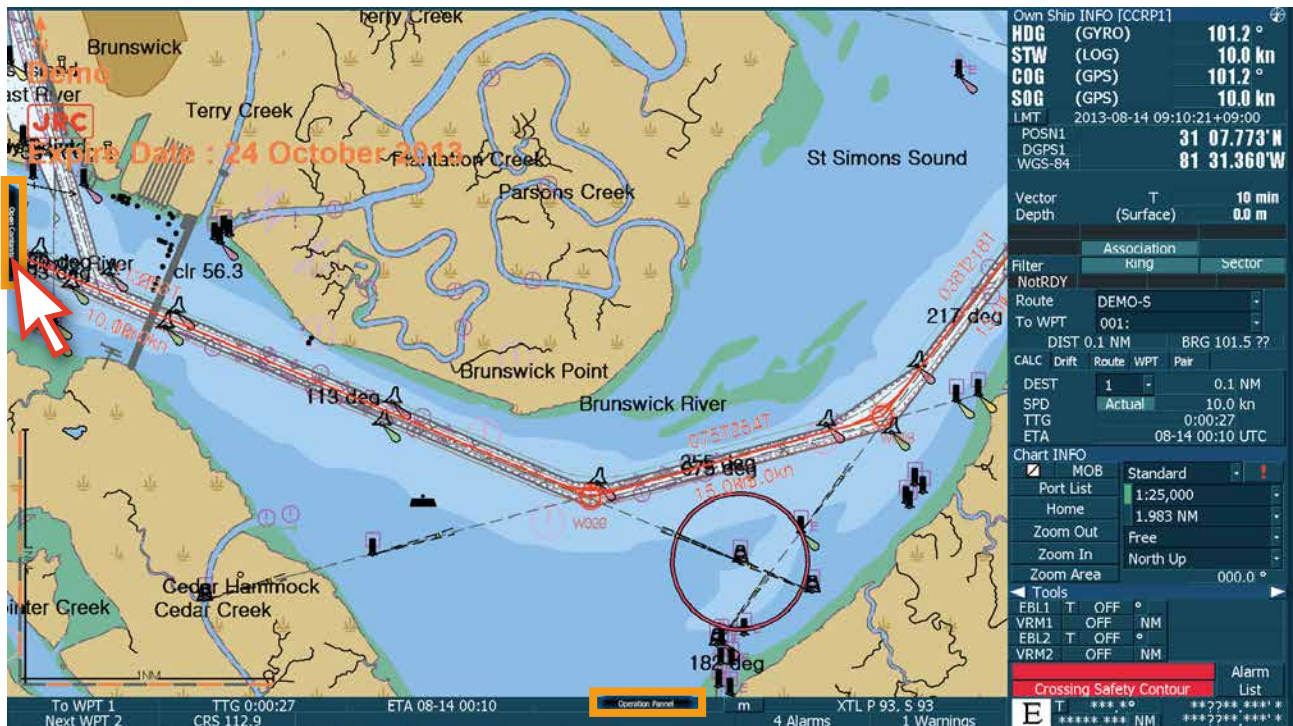 Terry Creek
Brunswick
Demo
East River
JRC
Terry Creek
Expire Date : 24 October 2013
Plantation Creek
St Simons Sound
Parsons Creek
clr 56.3
217 deg
Brunswick Point
113 deg
Brunswick River
075T254T
W009
Cedar Hammock
Cedar Creek
182 deg
1NM
Own Ship INFO [CCRP1]
HDG (GYRO) 101.2 °
STW (LOG) 10.0 kn
COG (GPS) 101.2 °
SOG (GPS) 10.0 kn
LMT 2013-08-14 09:10:21+09:00
POSN1 31 07.773'N
DGPS1
WGS-84 81 31.360'W
Vector T 10 min
Depth (Surface) 0.0 m
Association
Filter Ring Sector
NotRDY
Route DEMO-S
To WPT 001:
DIST 0.1 NM BRG 101.5 ??
CALC Drift Route WPT Pair
DEST 1 0.1 NM
SPD Actual 10.0 kn
TTG 0:00:27
ETA 08-14 00:10 UTC
Chart INFO
MOB Standard !
Port List 1:25,000
Home 1.983 NM
Zoom Out Free
Zoom In North Up
Zoom Area 000.0 °
Tools
EBL1 T OFF °
VRM1 OFF NM
EBL2 T OFF °
VRM2 OFF NM
Alarm
Crossing Safety Contour List
To WPT 1 TTG 0:00:27 ETA 08-14 00:10 Operation Pannel m XTL P 93, S 93
Next WPT 2 CRS 112.9 4 Alarms 1 Warnings
E T ***.*° **??**.***'*
*****.*** NM ***??**.***'*